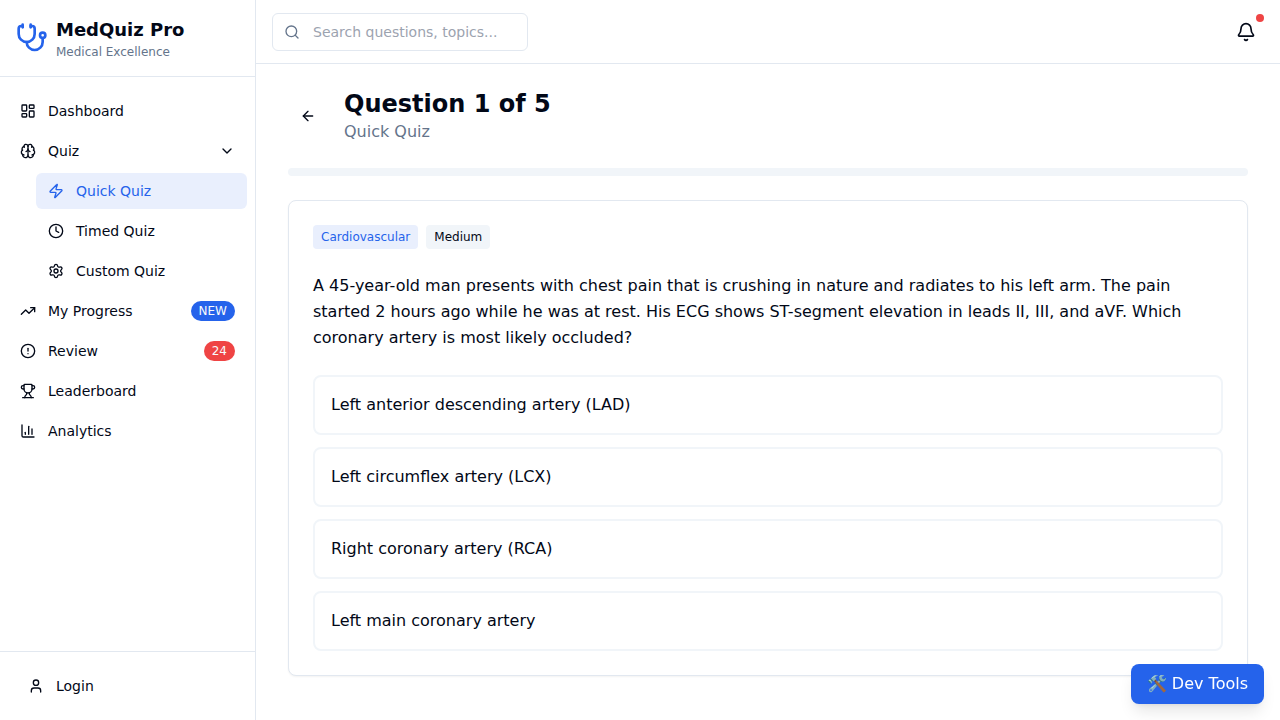 MedQuiz Pro
Medical Excellence
Dashboard
Quiz
Quick Quiz
Timed Quiz
Custom Quiz
My Progress NEW
Review 24
Leaderboard
Analytics
Login
Search questions, topics...
Question 1 of 5
Quick Quiz
Cardiovascular Medium
A 45-year-old man presents with chest pain that is crushing in nature and radiates to his left arm. The pain
started 2 hours ago while he was at rest. His ECG shows ST-segment elevation in leads II, III, and aVF. Which
coronary artery is most likely occluded?
Left anterior descending artery (LAD)
Left circumflex artery (LCX)
Right coronary artery (RCA)
Left main coronary artery
🛠️ Dev Tools